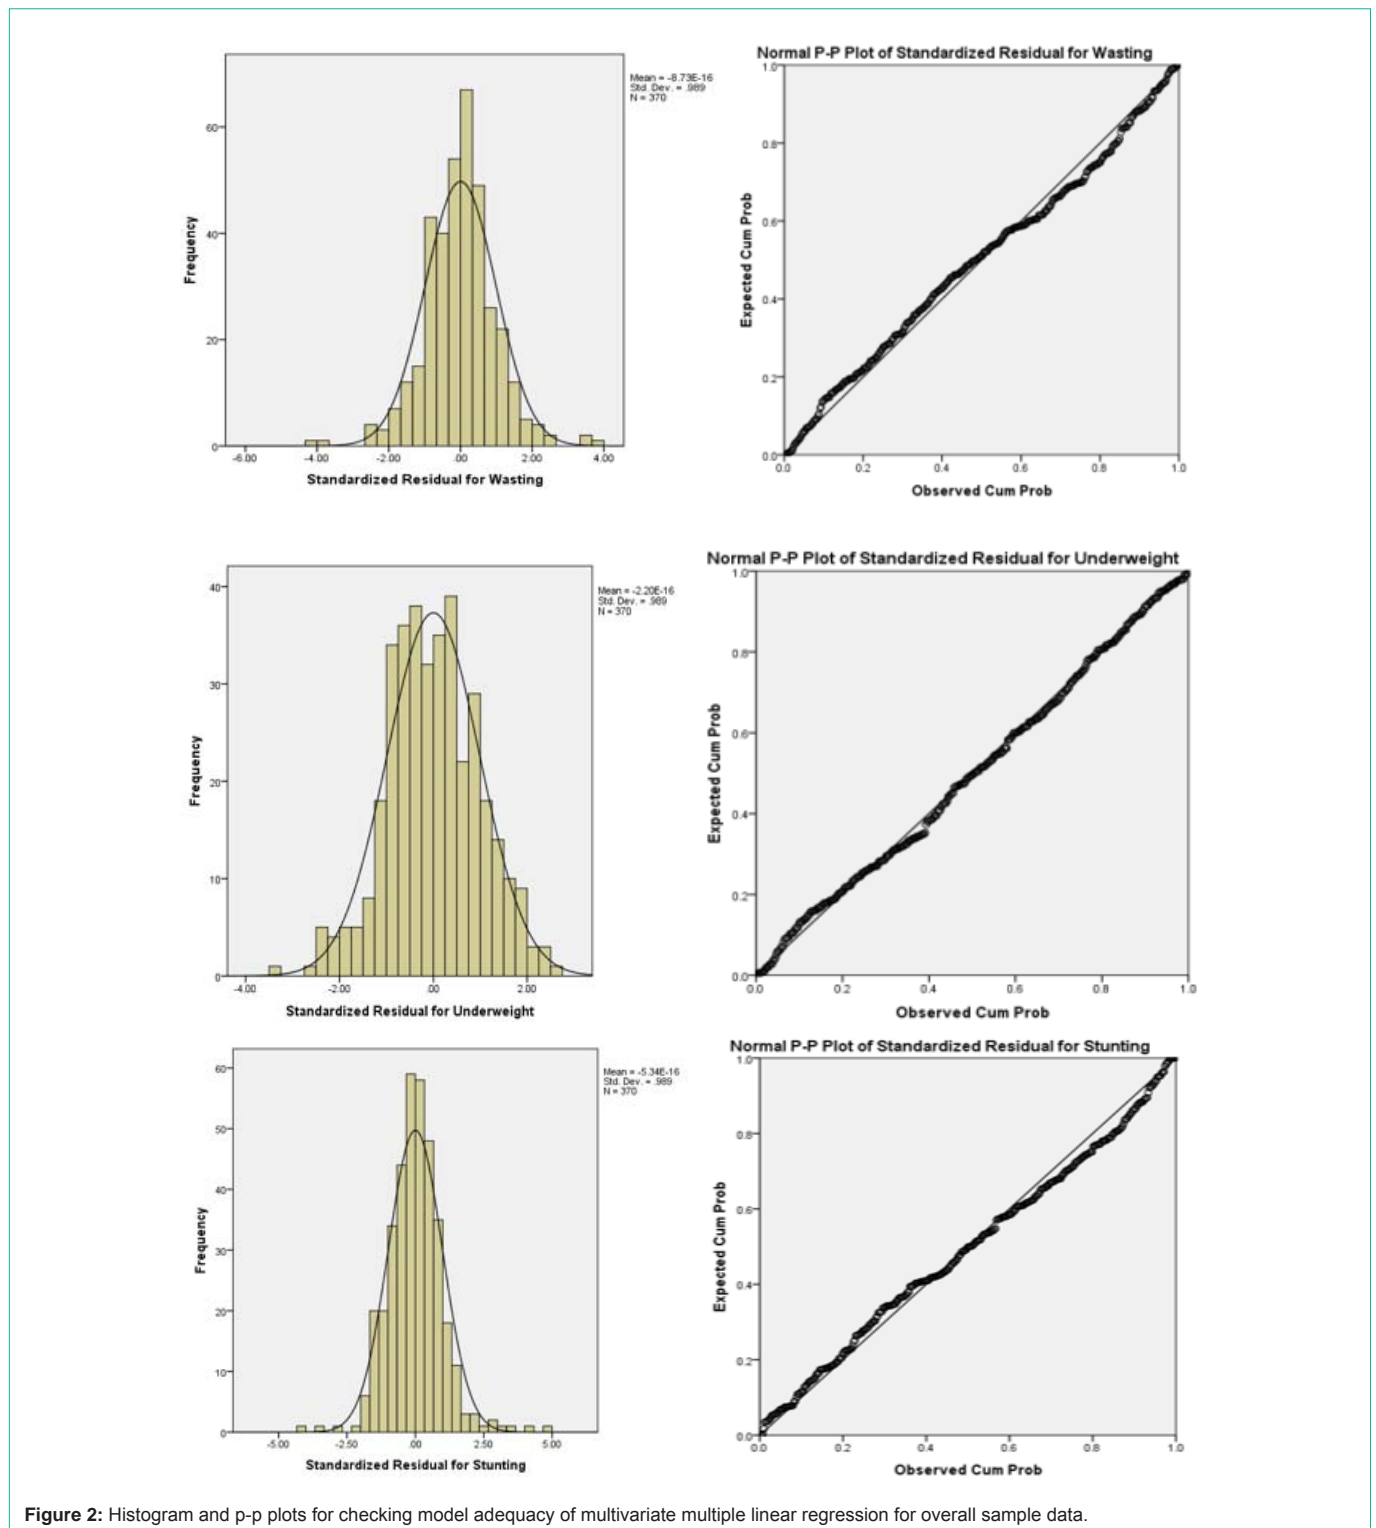 Mean = -8.73E-16
Std. Dev. = .989
N = 370
60
40
20
0
Frequency
-6.00 -4.00 -2.00 .00 2.00 4.00
Standardized Residual for Wasting
Normal P-P Plot of Standardized Residual for Wasting
1.0
0.8
0.6
0.4
0.2
0.0
Expected Cum Prob
0.0 0.2 0.4 0.6 0.8 1.0
Observed Cum Prob
Mean = -2.20E-16
Std. Dev. = .989
N = 370
40
30
20
10
0
Frequency
-4.00 -2.00 .00 2.00
Standardized Residual for Underweight
Normal P-P Plot of Standardized Residual for Underweight
1.0
0.8
0.6
0.4
0.2
0.0
Expected Cum Prob
0.0 0.2 0.4 0.6 0.8 1.0
Observed Cum Prob
Mean = -5.34E-16
Std. Dev. = .989
N = 370
60
50
40
30
20
10
0
Frequency
-5.00 -2.50 .00 2.50 5.00
Standardized Residual for Stunting
Normal P-P Plot of Standardized Residual for Stunting
1.0
0.8
0.6
0.4
0.2
0.0
Expected Cum Prob
0.0 0.2 0.4 0.6 0.8 1.0
Observed Cum Prob
Figure 2: Histogram and p-p plots for checking model adequacy of multivariate multiple linear regression for overall sample data.